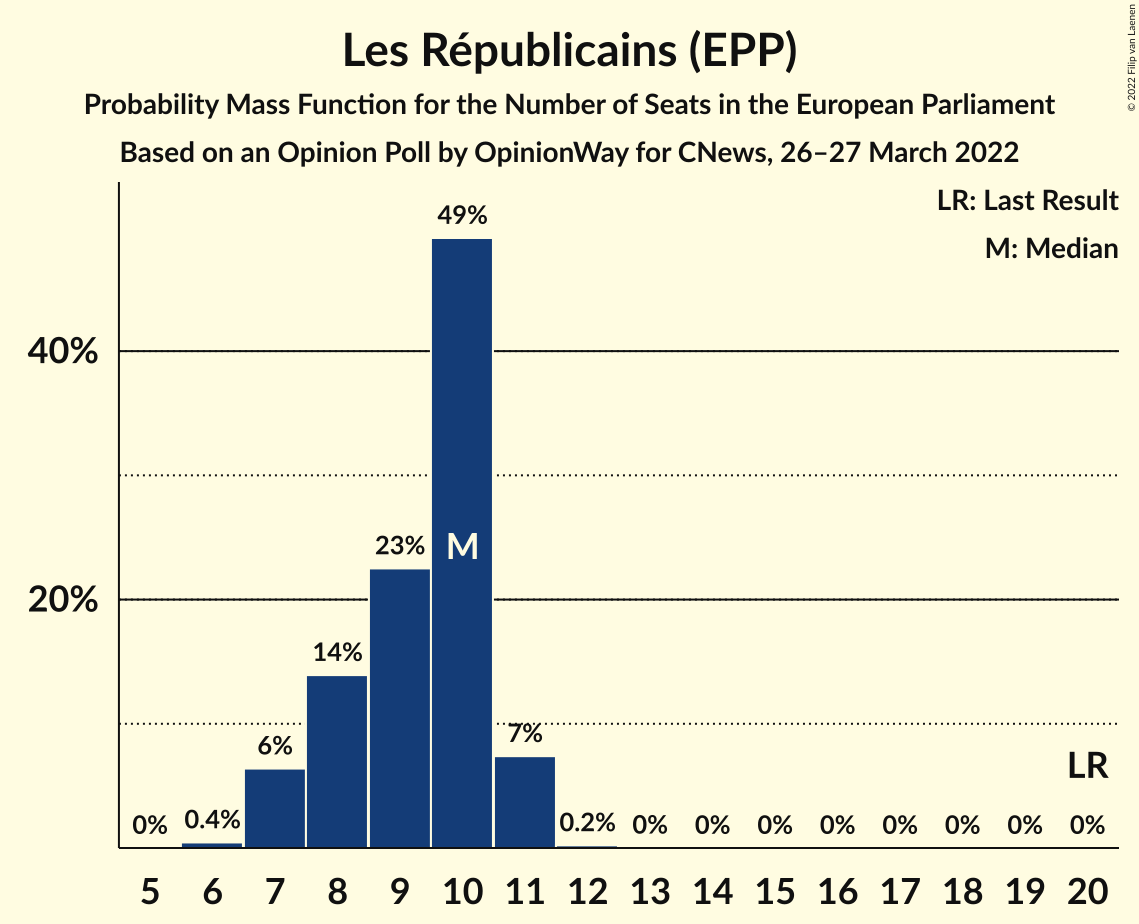 Les Républicains (EPP)
Probability Mass Function for the Number of Seats in the European Parliament
Based on an Opinion Poll by OpinionWay for CNews, 26–27 March 2022
© 2022 Filip van Laenen
LR: Last Result
M: Median
49%
40%
23%
M
20%
14%
6%
7%
LR
0%
0.4%
0.2%
0%
0%
0%
0%
0%
0%
0%
0%
5 6 7 8 9 10 11 12 13 14 15 16 17 18 19 20